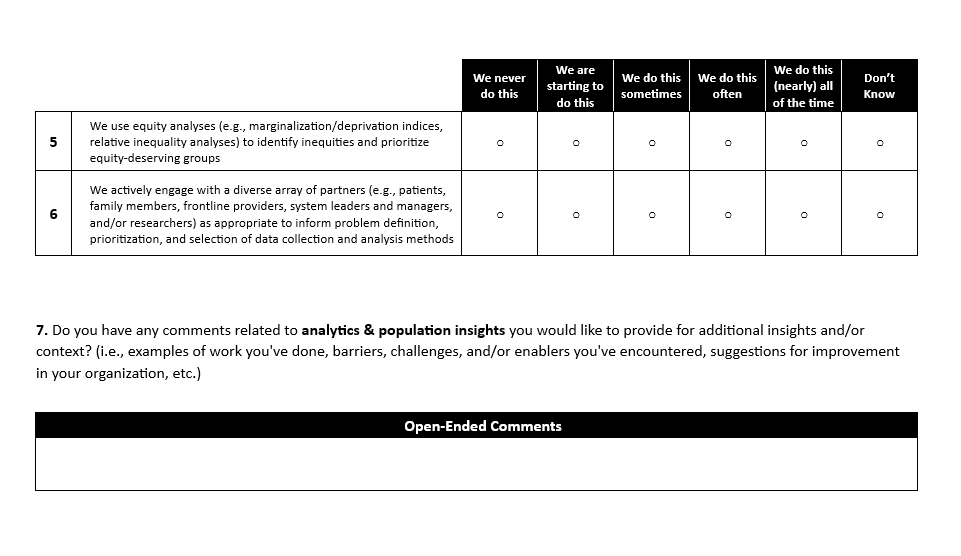 We never
do this
We are
starting to
do this
We do this
sometimes
We do this
often
We do this
(nearly) all
of the time
Don't
Know
5
We use equity analyses (e.g., marginalization/deprivation indices,
relative inequality analyses) to identify inequities and prioritize
equity-deserving groups
6
We actively engage with a diverse array of partners (e.g., patients,
family members, frontline providers, system leaders and managers,
and/or researchers) as appropriate to inform problem definition,
prioritization, and selection of data collection and analysis methods
7. Do you have any comments related to analytics & population insights you would like to provide for additional insights and/or
context? (i.e., examples of work you've done, barriers, challenges, and/or enablers you've encountered, suggestions for improvement
in your organization, etc.)
Open-Ended Comments